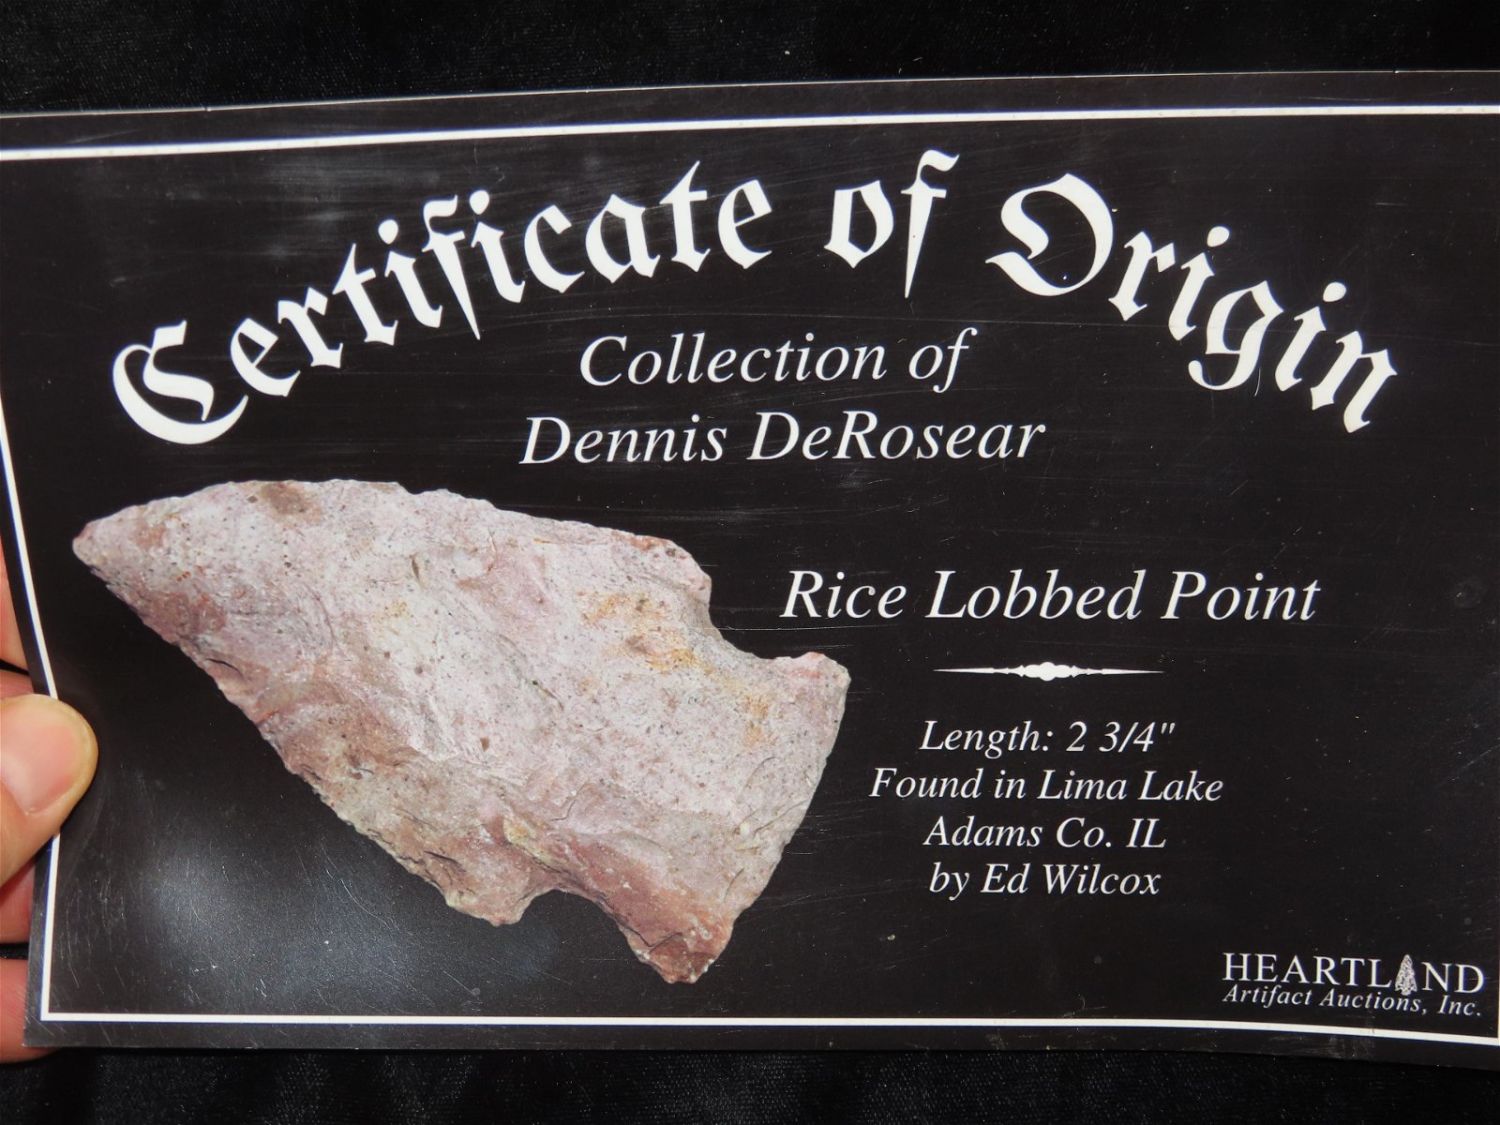 Certificate of Origin
Collection of
Dennis DeRosear
Rice Lobbed Point
Length: 2 3/4"
Found in Lima Lake
Adams Co. IL
by Ed Wilcox
HEARTLAND
Artifact Auctions, Inc.